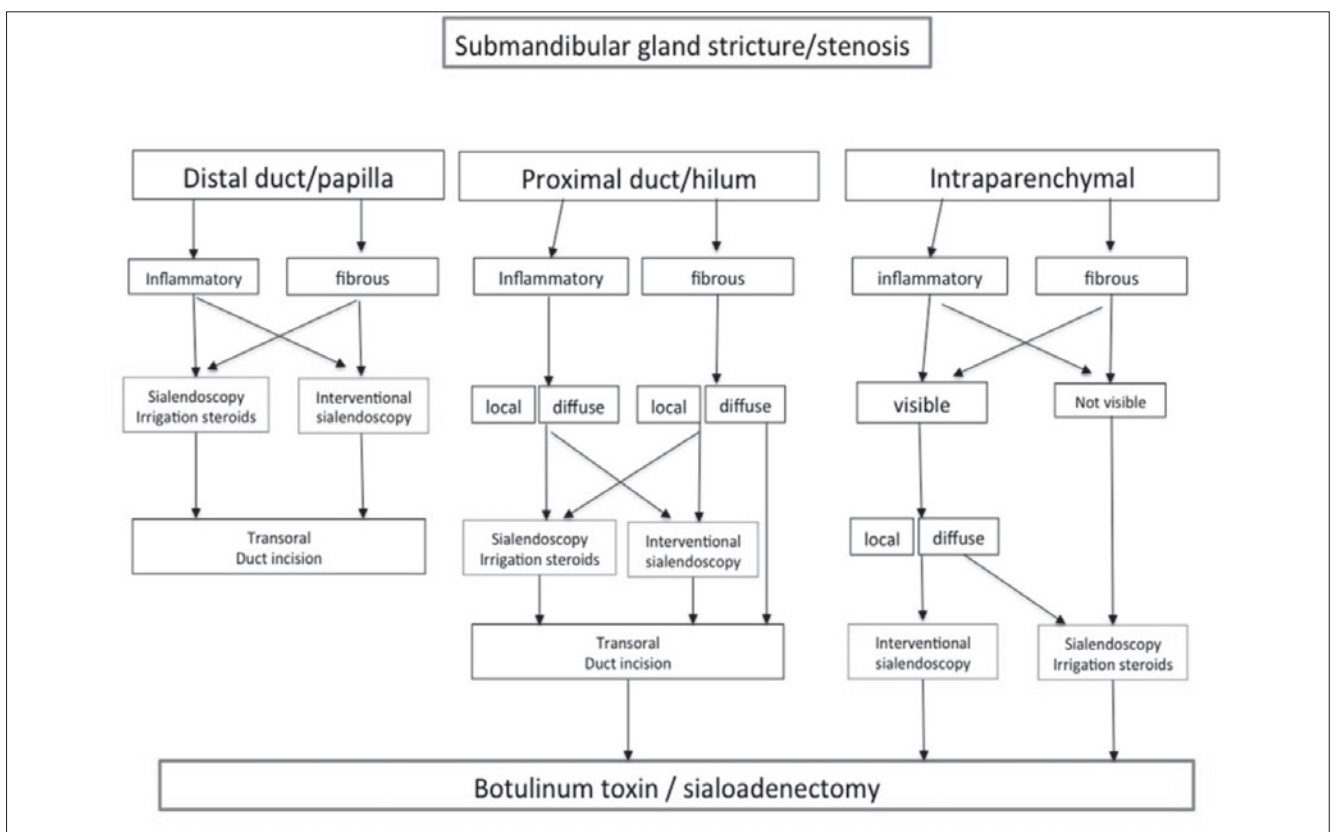 Submandibular gland stricture/stenosis
Distal duct/papilla
Proximal duct/hilum
Intraparenchymal
Inflammatory
fibrous
Inflammatory
fibrous
inflammatory
fibrous
Sialendoscopy
Irrigation steroids
Interventional
sialendoscopy
local
diffuse
local
diffuse
visible
Not visible
Transoral
Duct incision
Sialendoscopy
Irrigation steroids
Interventional
sialendoscopy
local
diffuse
Transoral
Duct incision
Interventional
sialendoscopy
Sialendoscopy
Irrigation steroids
Botulinum toxin / sialoadenectomy